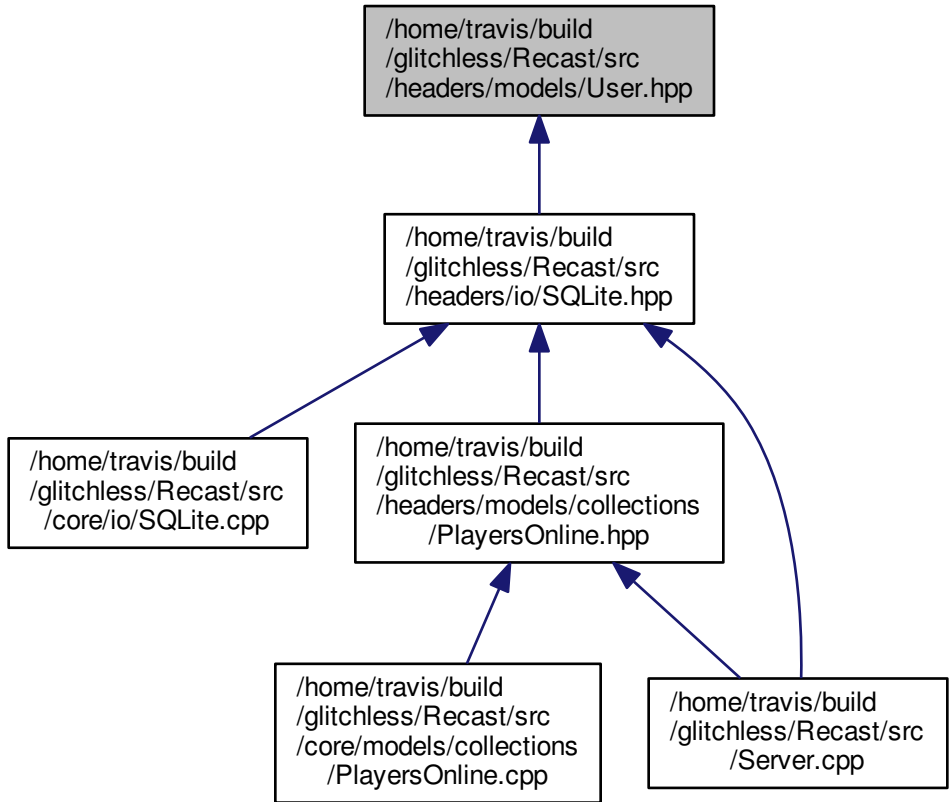 /home/travis/build
/glitchless/Recast/src
/headers/models/User.hpp
/home/travis/build
/glitchless/Recast/src
/headers/io/SQLite.hpp
/home/travis/build
/glitchless/Recast/src
/core/io/SQLite.cpp
/home/travis/build
/glitchless/Recast/src
/headers/models/collections
/PlayersOnline.hpp
/home/travis/build
/glitchless/Recast/src
/core/models/collections
/PlayersOnline.cpp
/home/travis/build
/glitchless/Recast/src
/Server.cpp